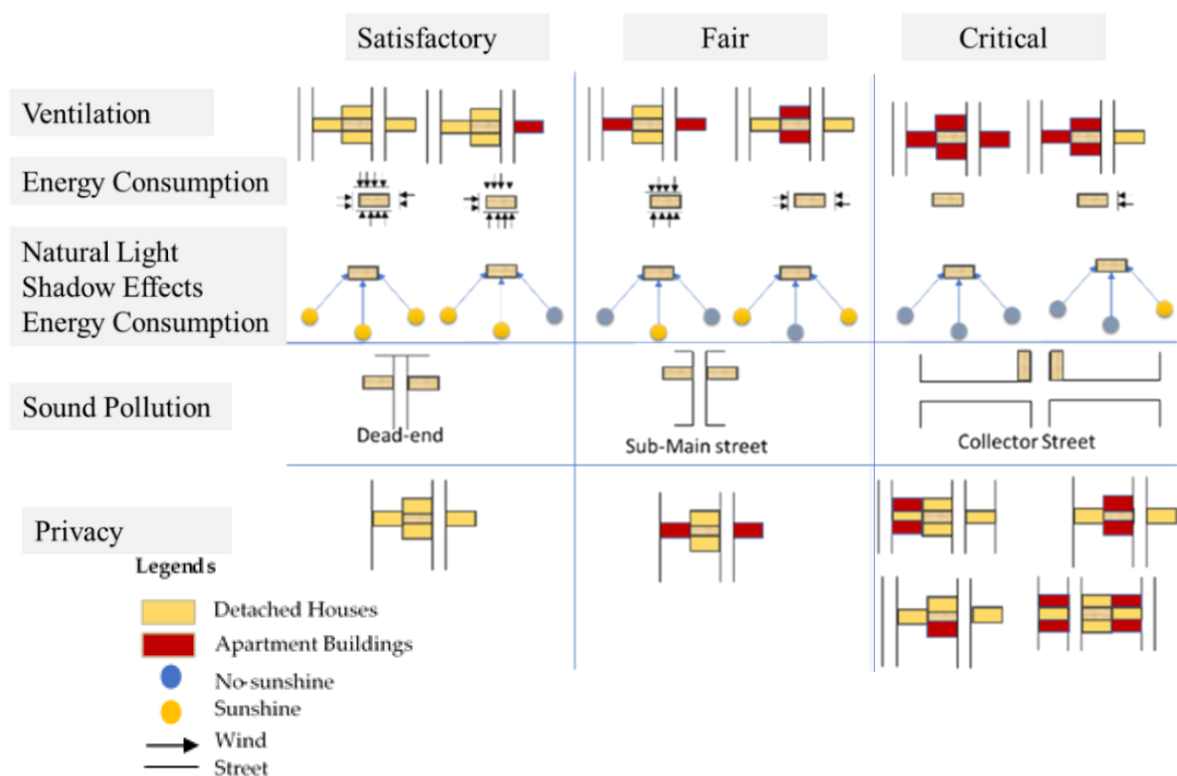 Satisfactory
Fair
Critical
Ventilation
Energy Consumption
Natural Light
Shadow Effects
Energy Consumption
Sound Pollution
Dead-end
Sub-Main street
Collector Street
Privacy
Legends
Detached Houses
Apartment Buildings
No-sunshine
Sunshine
Wind
Street